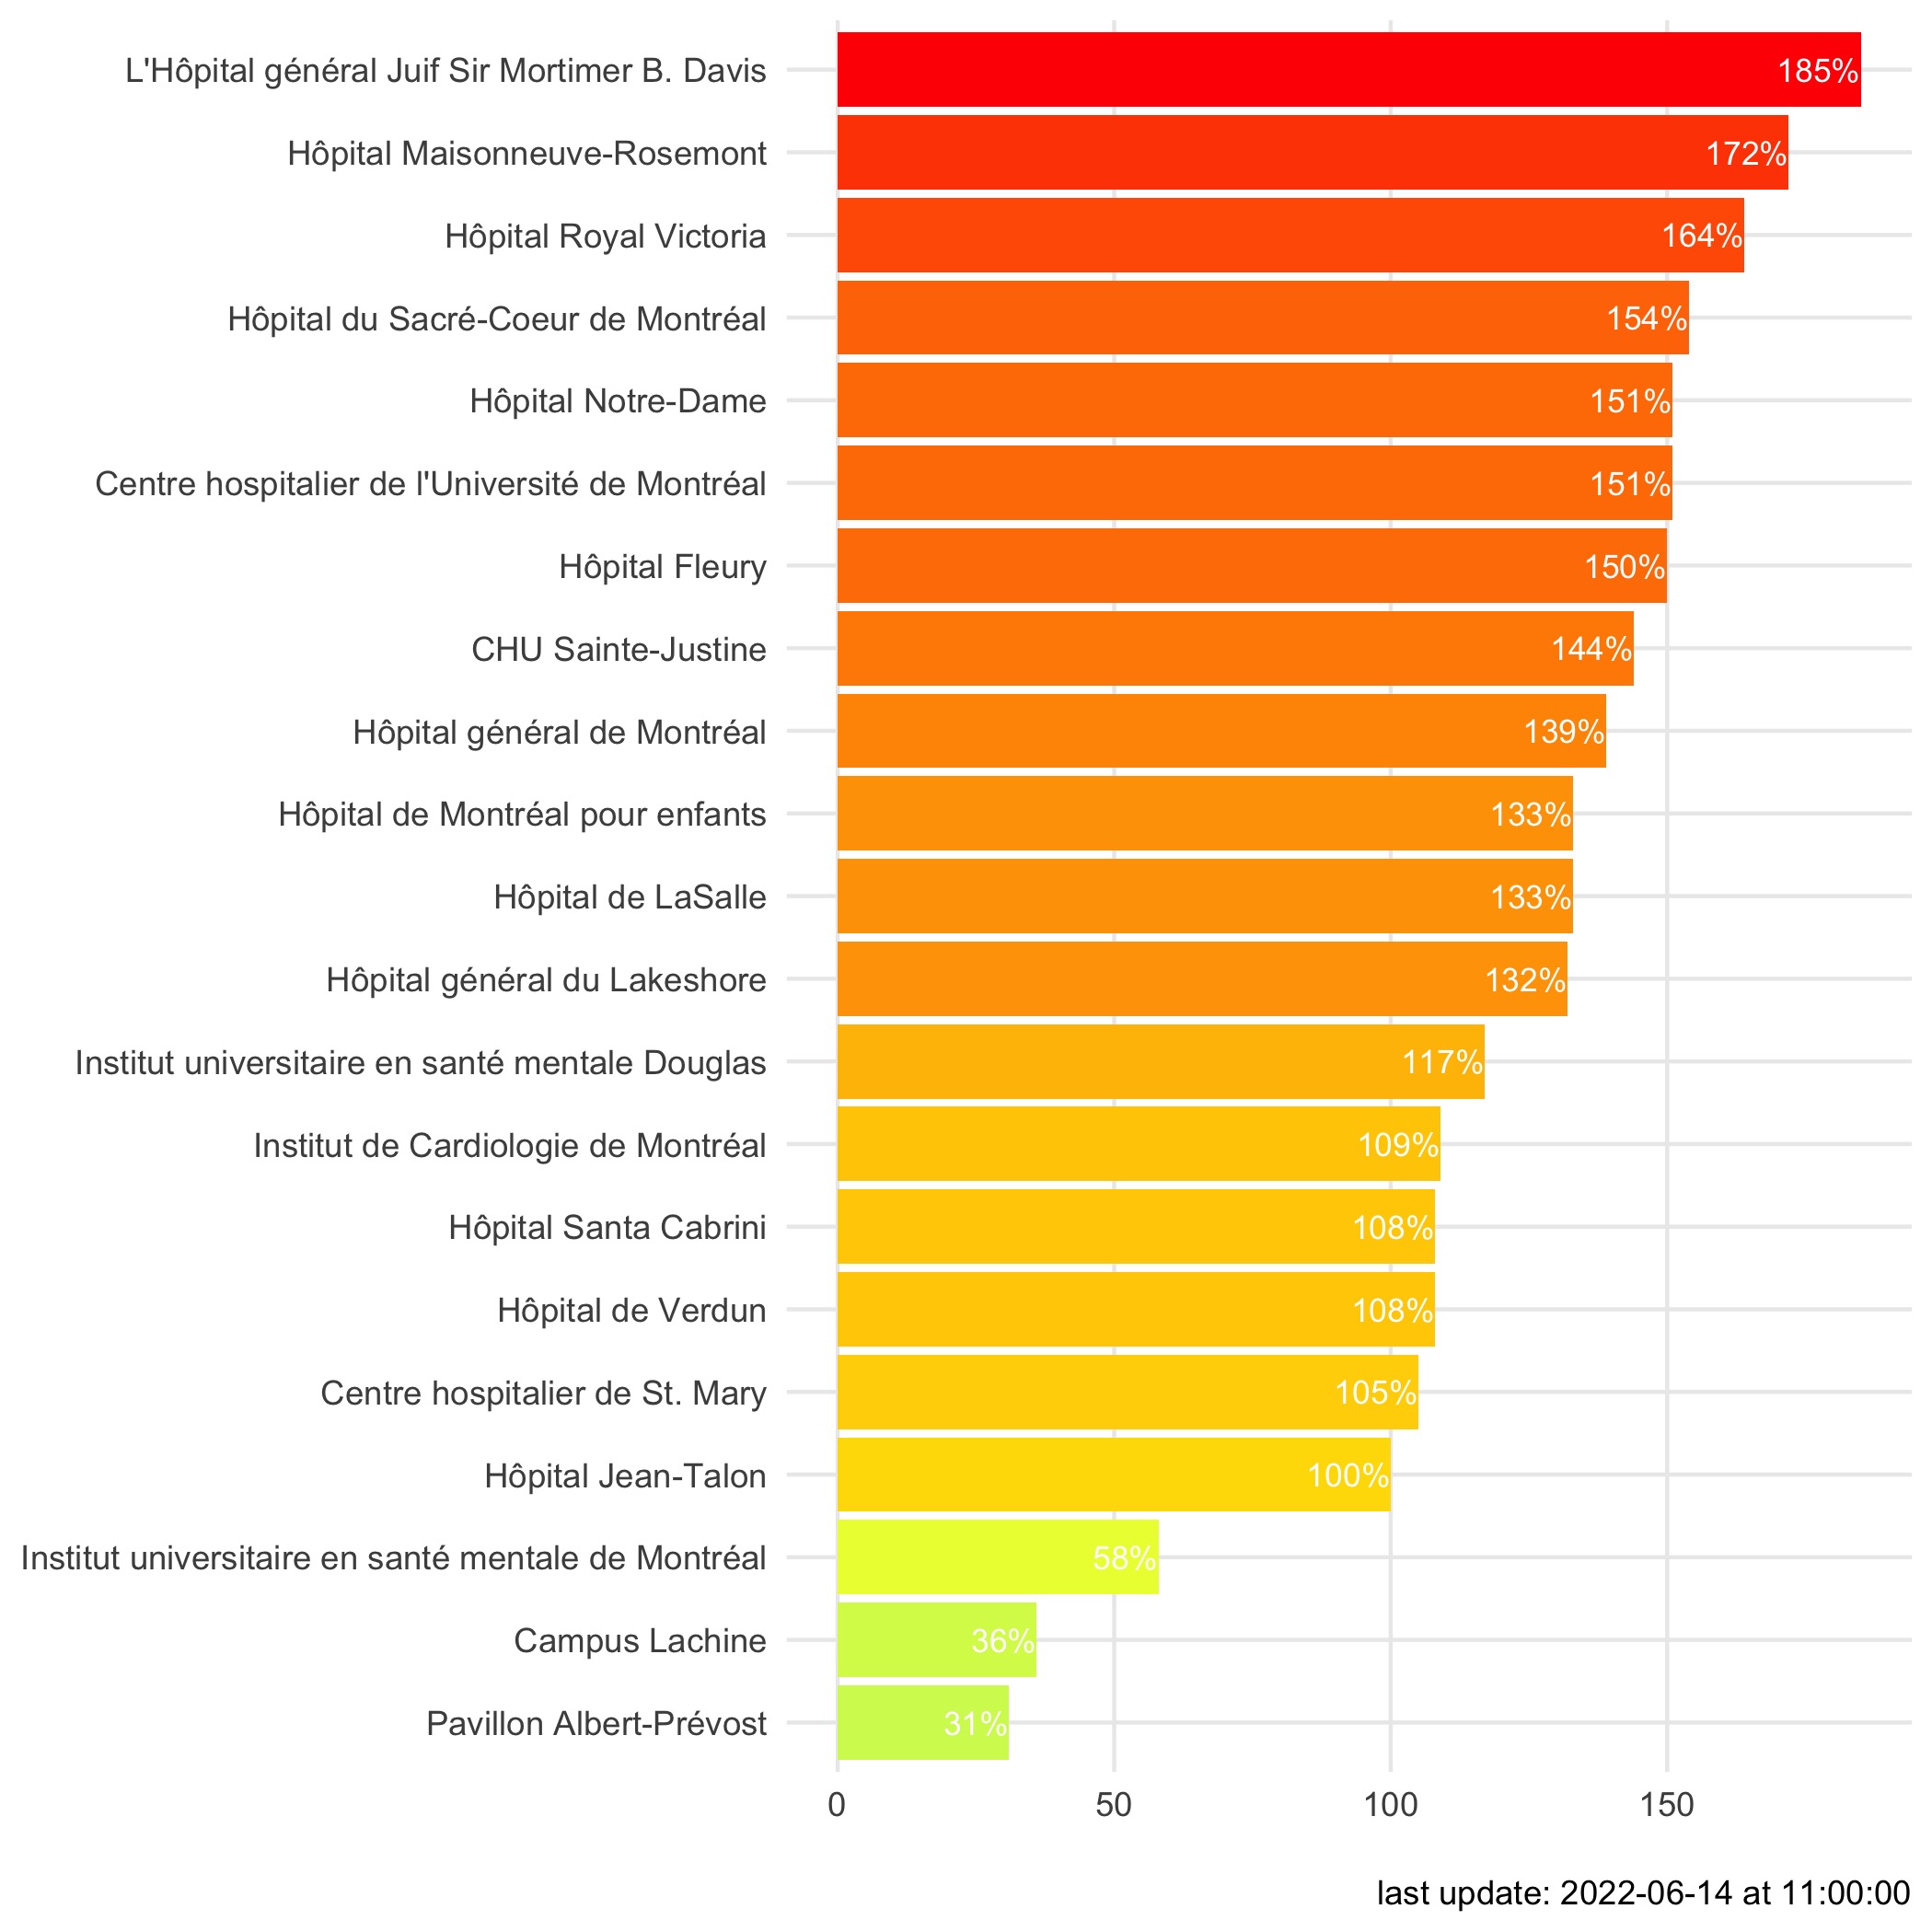 L'Hôpital général Juif Sir Mortimer B. Davis 185%
Hôpital Maisonneuve-Rosemont 172%
Hôpital Royal Victoria 164%
Hôpital du Sacré-Coeur de Montréal 154%
Hôpital Notre-Dame 151%
Centre hospitalier de l'Université de Montréal 151%
Hôpital Fleury 150%
CHU Sainte-Justine 144%
Hôpital général de Montréal 139%
Hôpital de Montréal pour enfants 133%
Hôpital de LaSalle 133%
Hôpital général du Lakeshore 132%
Institut universitaire en santé mentale Douglas 117%
Institut de Cardiologie de Montréal 109%
Hôpital Santa Cabrini 108%
Hôpital de Verdun 108%
Centre hospitalier de St. Mary 105%
Hôpital Jean-Talon 100%
Institut universitaire en santé mentale de Montréal 58%
Campus Lachine 36%
Pavillon Albert-Prévost 31%
0 50 100 150
last update: 2022-06-14 at 11:00:00